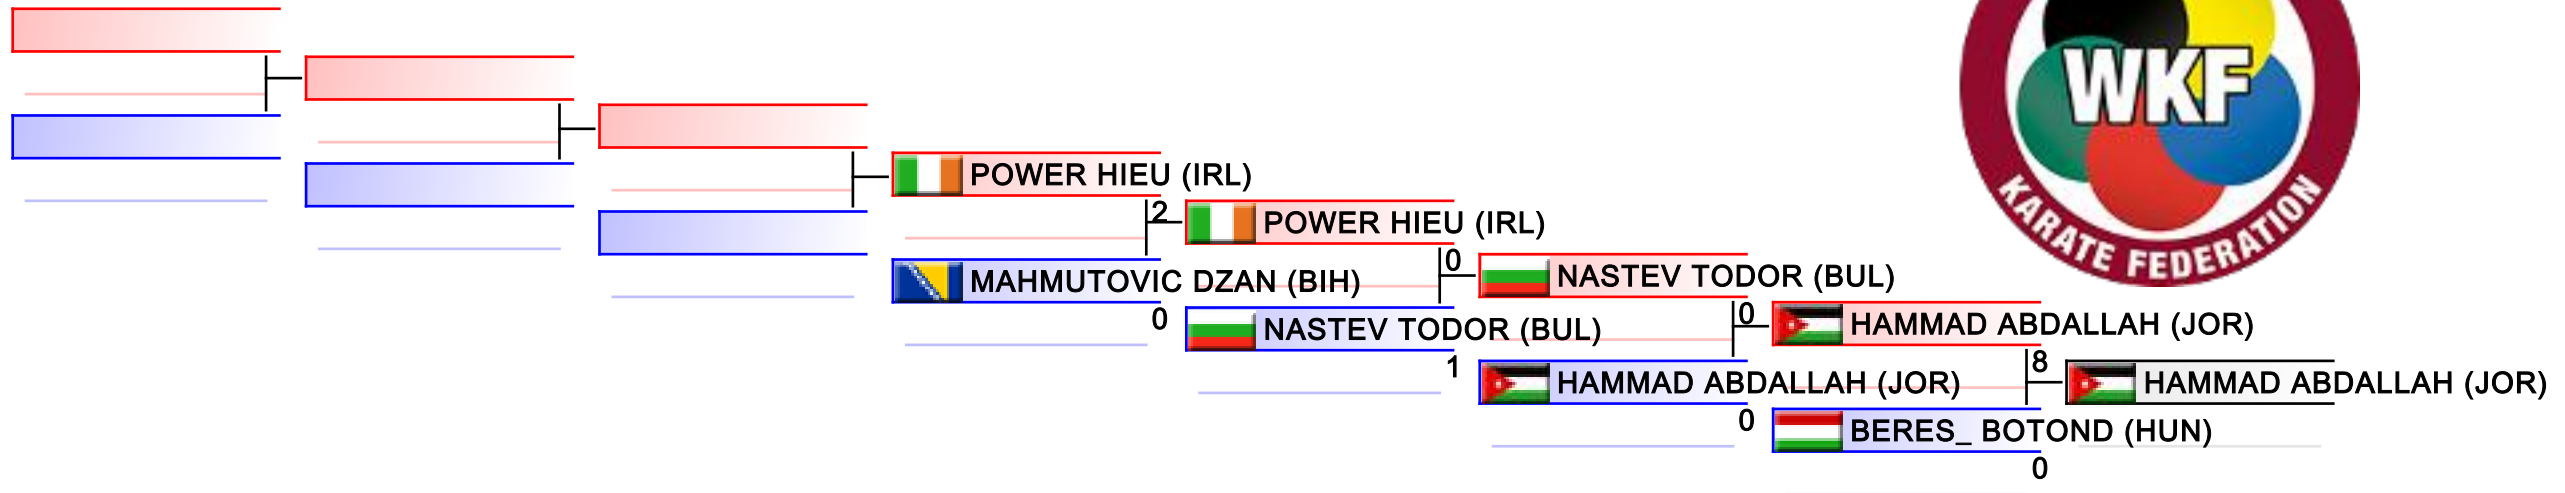 WKF
KARATE FEDERATION
POWER HIEU (IRL)
2
POWER HIEU (IRL)
MAHMUTOVIC DZAN (BIH)
0
0
NASTEV TODOR (BUL)
NASTEV TODOR (BUL)
1
0
HAMMAD ABDALLAH (JOR)
HAMMAD ABDALLAH (JOR)
0
8
HAMMAD ABDALLAH (JOR)
BERES_ BOTOND (HUN)
0